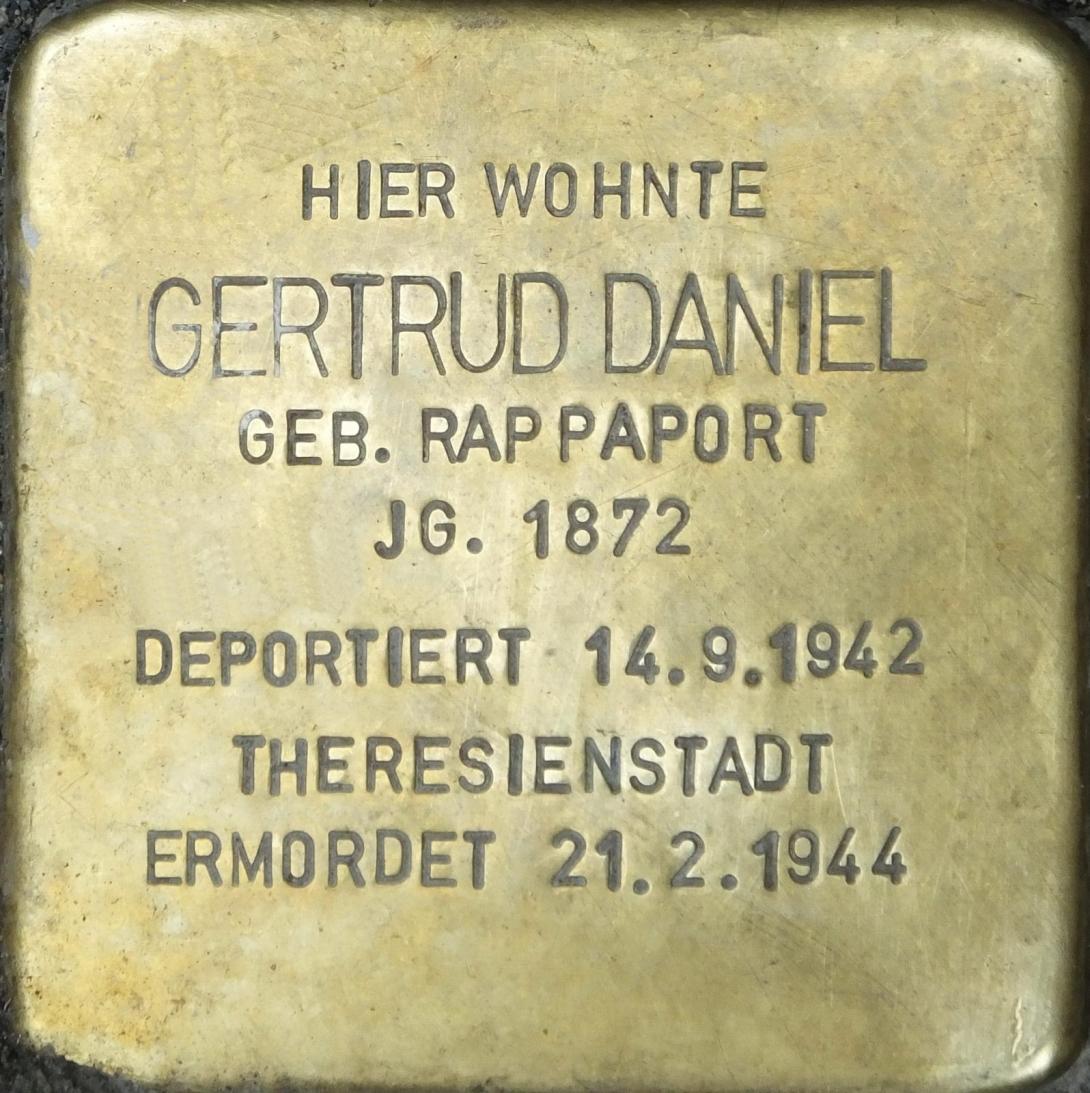 HIER WOHNTE
GERTRUD DANIEL
GEB. RAPPAPORT
JG. 1872
DEPORTIERT 14.9.1942
THERESIENSTADT
ERMORDET 21.2.1944